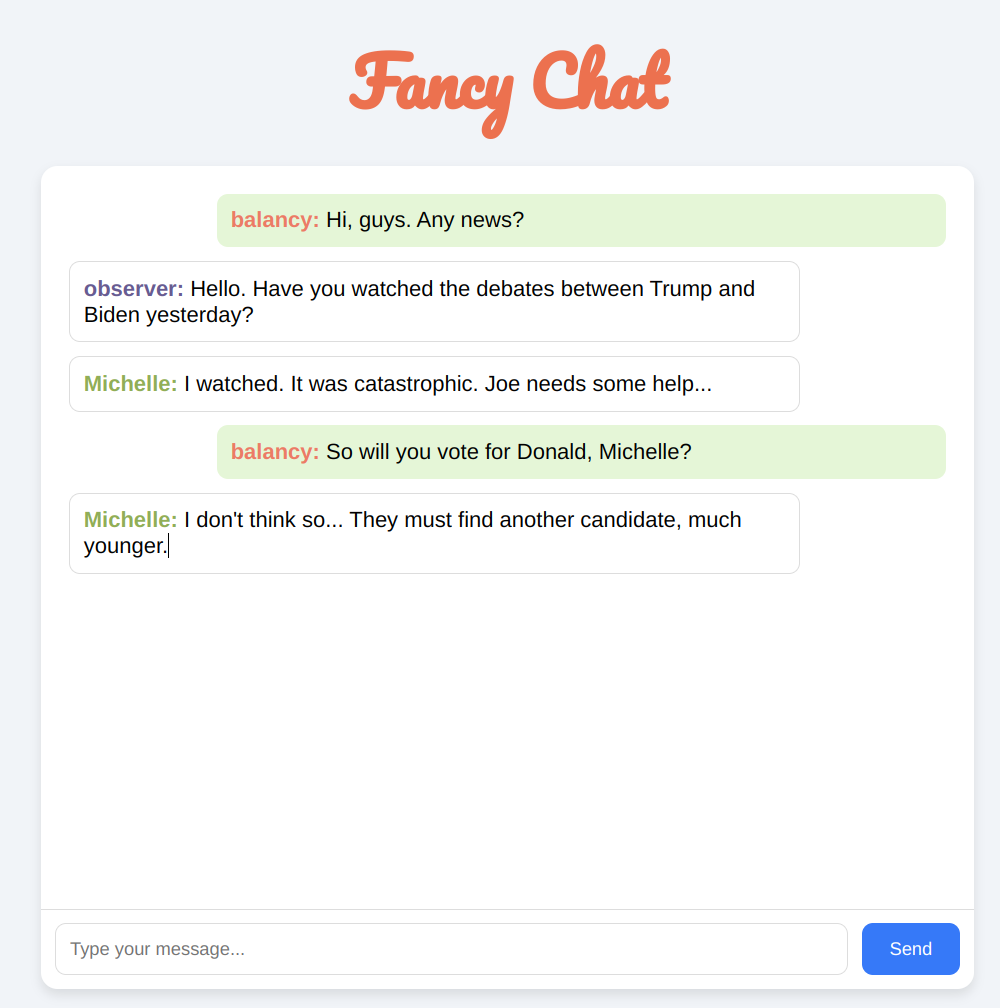 Fancy Chat
balancy: Hi, guys. Any news?
observer: Hello. Have you watched the debates between Trump and
Biden yesterday?
Michelle: I watched. It was catastrophic. Joe needs some help...
balancy: So will you vote for Donald, Michelle?
Michelle: I don't think so... They must find another candidate, much
younger.
Type your message...
Send